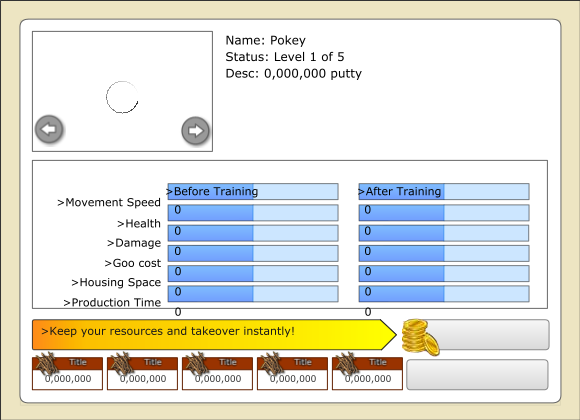 Name: Pokey
Status: Level 1 of 5
Desc: 0,000,000 putty
>Before Training
>After Training
>Movement Speed
0
0
>Health
0
0
>Damage
0
0
>Goo cost
0
0
>Housing Space
0
0
>Production Time
0
0
>Keep your resources and takeover instantly!
Title Title Title Title Title
0,000,000 0,000,000 0,000,000 0,000,000 0,000,000